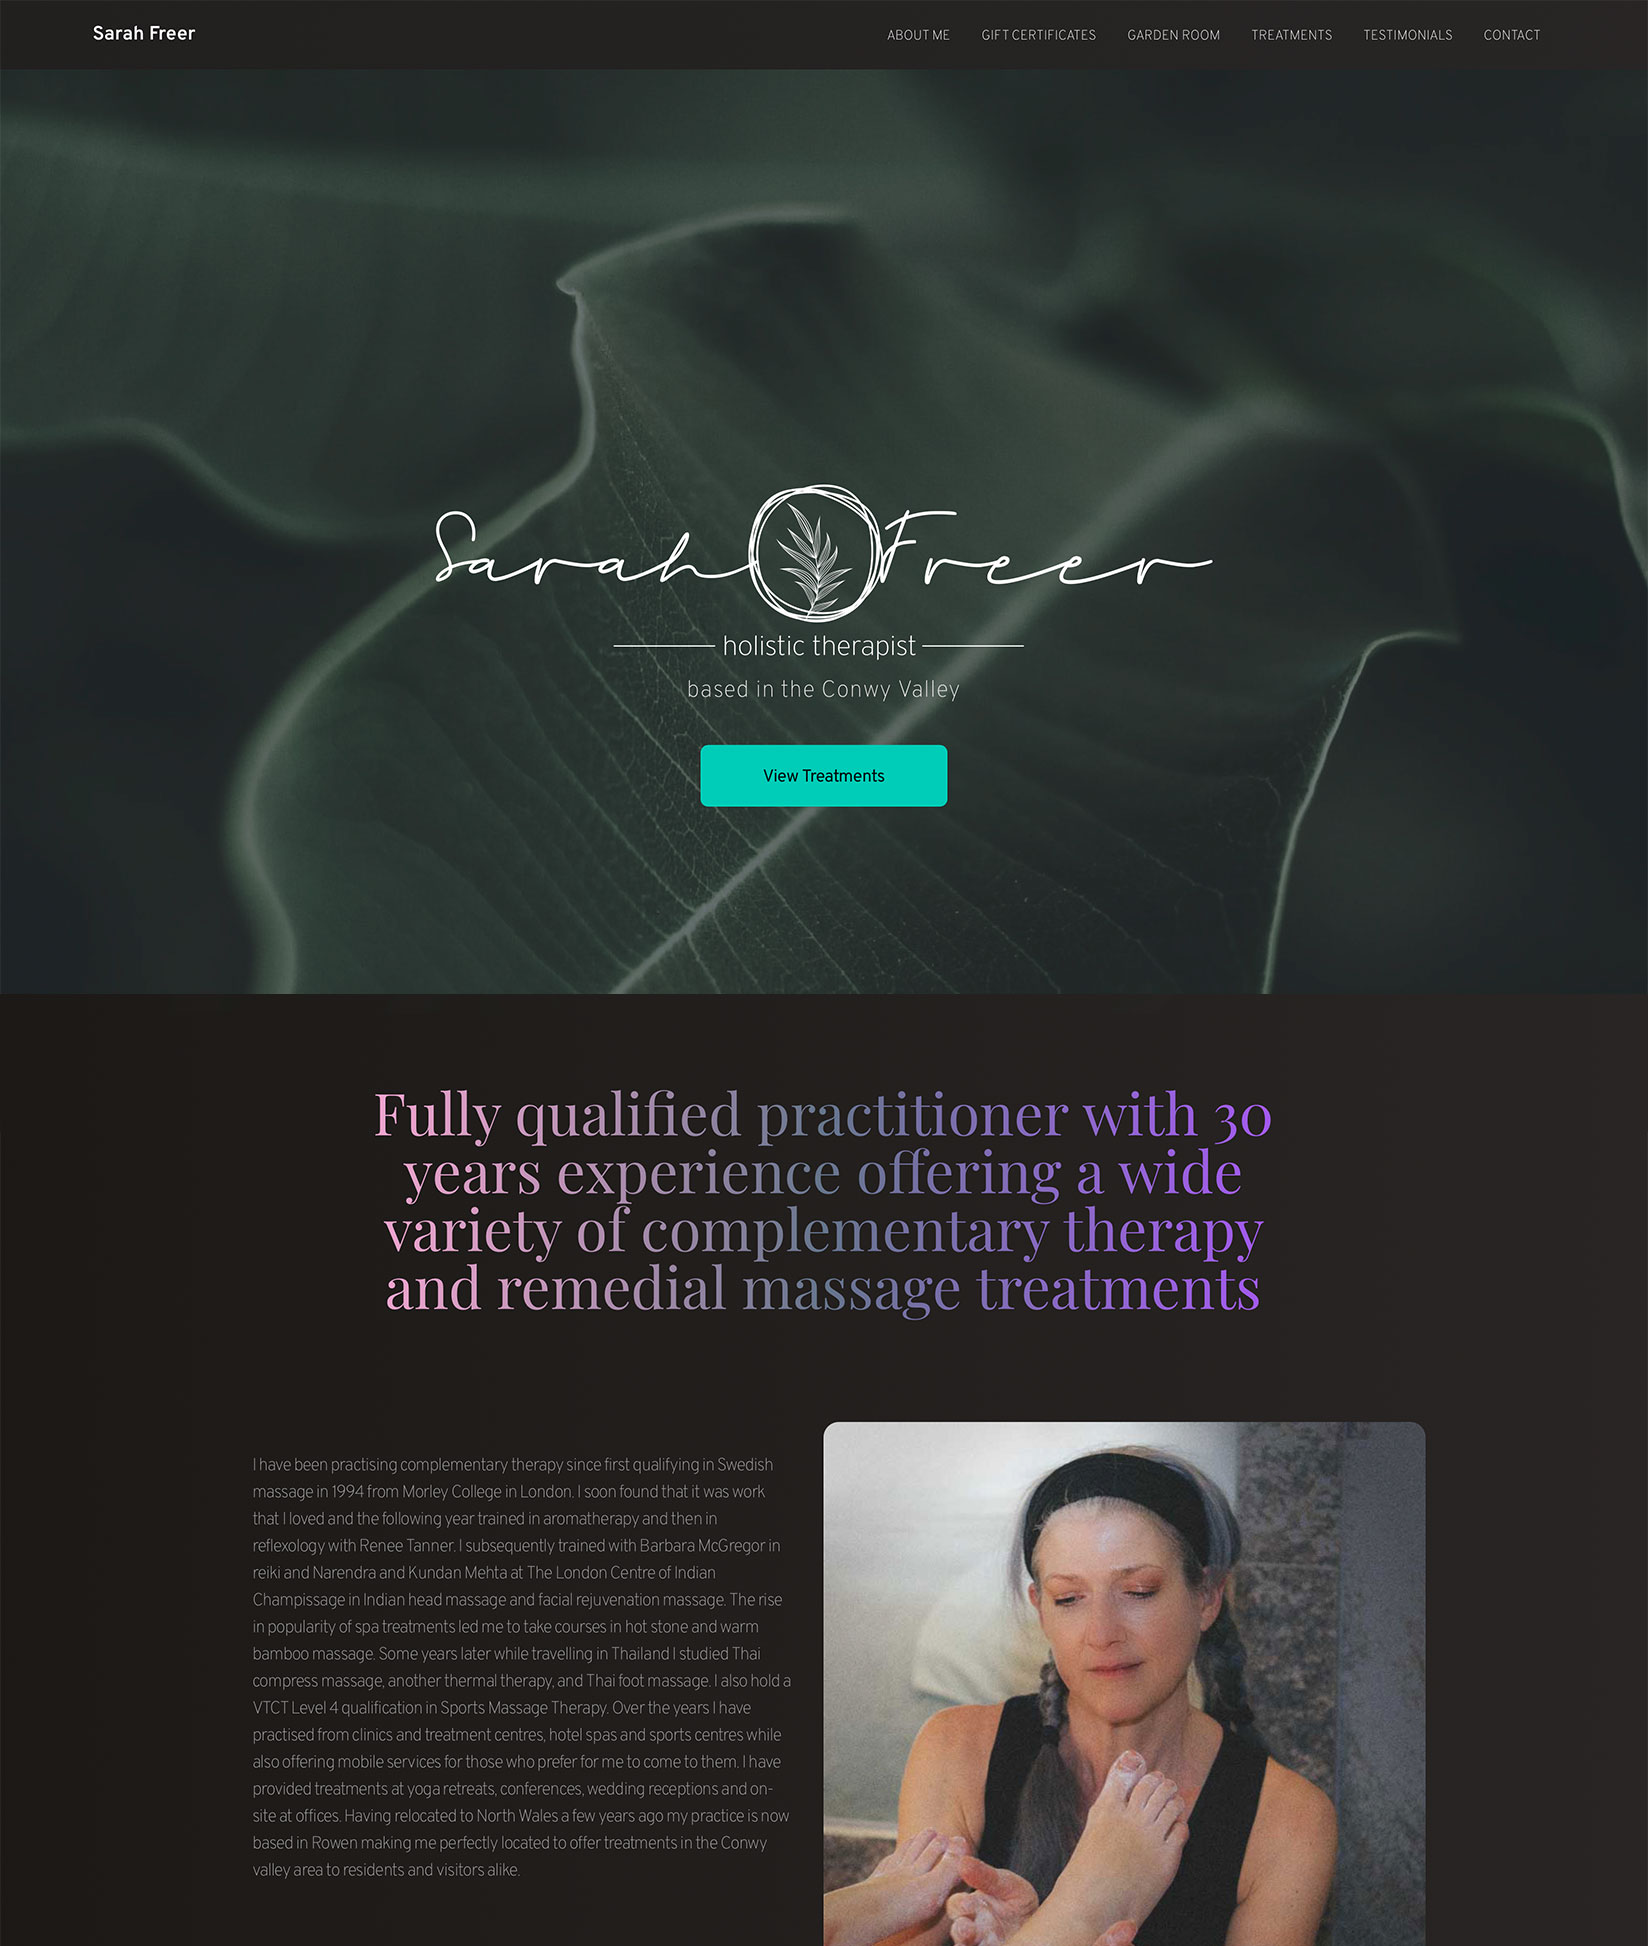 Sarah Freer
ABOUT ME GIFT CERTIFICATES GARDEN ROOM TREATMENTS TESTIMONIALS CONTACT
Sarah Freer
holistic therapist
based in the Conwy Valley
View Treatments
Fully qualified practitioner with 30
years experience offering a wide
variety of complementary therapy
and remedial massage treatments
I have been practising complementary therapy since first qualifying in Swedish
massage in 1994 from Morley College in London. I soon found that it was work
that I loved and the following year trained in aromatherapy and then in
reflexology with Renee Tanner. I subsequently trained with Barbara McGregor in
reiki and Narendra and Kundan Mehta at The London Centre of Indian
Champissage in Indian head massage and facial rejuvenation massage. The rise
in popularity of spa treatments led me to take courses in hot stone and warm
bamboo massage. Some years later while travelling in Thailand I studied Thai
compress massage, another thermal therapy, and Thai foot massage. I also hold a
VTCT Level 4 qualification in Sports Massage Therapy. Over the years I have
practised from clinics and treatment centres, hotel spas and sports centres while
also offering mobile services for those who prefer for me to come to them. I have
provided treatments at yoga retreats, conferences, wedding receptions and on-
site at offices. Having relocated to North Wales a few years ago my practice is now
based in Rowen making me perfectly located to offer treatments in the Conwy
valley area to residents and visitors alike.